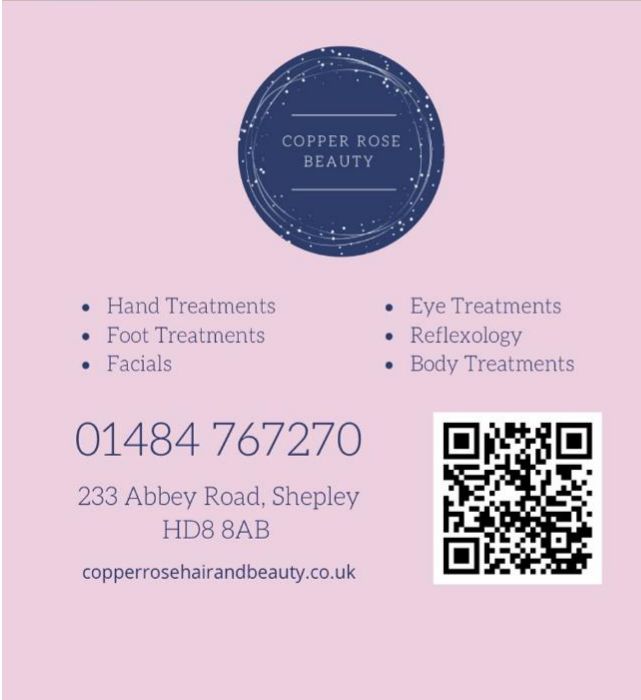 COPPER ROSE
BEAUTY
• Hand Treatments
• Foot Treatments
• Facials
• Eye Treatments
• Reflexology
• Body Treatments
01484 767270
233 Abbey Road, Shepley
HD8 8AB
copperrosehairandbeauty.co.uk